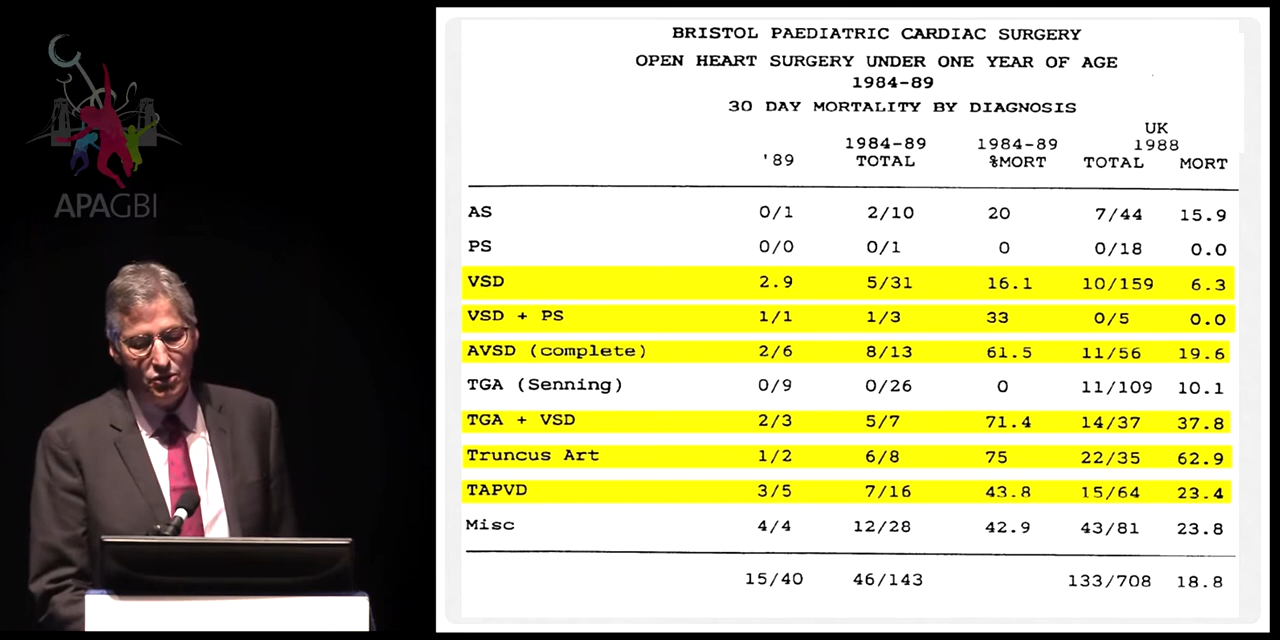 APAGBI
BRISTOL PAEDIATRIC CARDIAC SURGERY
OPEN HEART SURGERY UNDER ONE YEAR OF AGE
1984-89
30 DAY MORTALITY BY DIAGNOSIS
UK
1984-89 1984-89 1988
'89 TOTAL %MORT TOTAL MORT
AS 0/1 2/10 20 7/44 15.9
PS 0/0 0/1 0 0/18 0.0
VSD 2.9 5/31 16.1 10/159 6.3
VSD + PS 1/1 1/3 33 0/5 0.0
AVSD (complete) 2/6 8/13 61.5 11/56 19.6
TGA (Senning) 0/9 0/26 0 11/109 10.1
TGA + VSD 2/3 5/7 71.4 14/37 37.8
Truncus Art 1/2 6/8 75 22/35 62.9
TAPVD 3/5 7/16 43.8 15/64 23.4
Misc 4/4 12/28 42.9 43/81 23.8
15/40 46/143 133/708 18.8